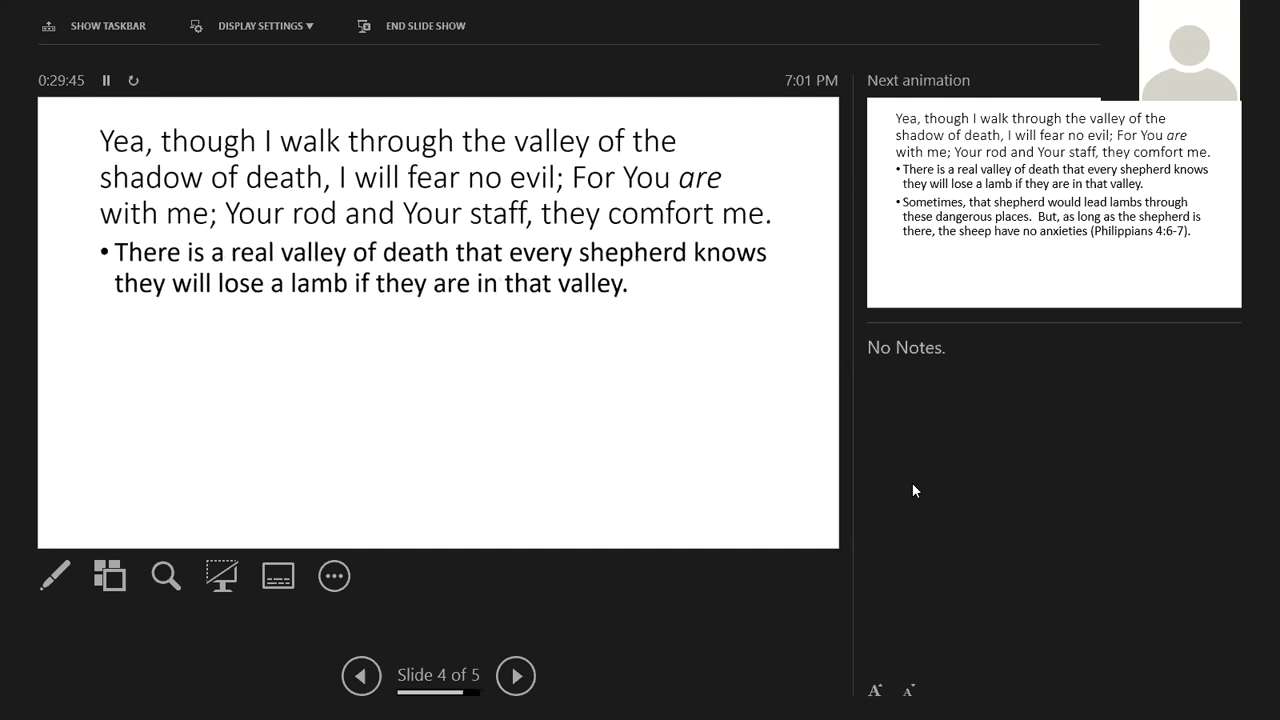 SHOW TASKBAR DISPLAY SETTINGS ▼ END SLIDE SHOW
0:29:45 7:01 PM
Yea, though I walk through the valley of the
shadow of death, I will fear no evil; For You are
with me; Your rod and Your staff, they comfort me.
• There is a real valley of death that every shepherd knows
they will lose a lamb if they are in that valley.
Slide 4 of 5
Next animation
Yea, though I walk through the valley of the
shadow of death, I will fear no evil; For You are
with me; Your rod and Your staff, they comfort me.
• There is a real valley of death that every shepherd knows
they will lose a lamb if they are in that valley.
• Sometimes, that shepherd would lead lambs through
these dangerous places. But, as long as the shepherd is
there, the sheep have no anxieties (Philippians 4:6-7).
No Notes.
A A